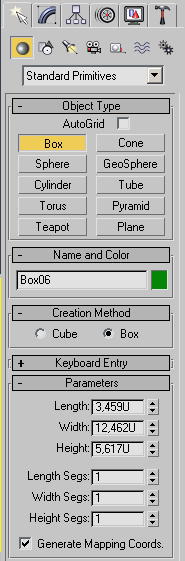 Standard Primitives
- Object Type
AutoGrid
Box Cone
Sphere GeoSphere
Cylinder Tube
Torus Pyramid
Teapot Plane
- Name and Color
Box06
- Creation Method
Cube Box
+ Keyboard Entry
- Parameters
Length: 3,459U
Width: 12,462U
Height: 5,617U
Length Segs: 1
Width Segs: 1
Height Segs: 1
Generate Mapping Coords.